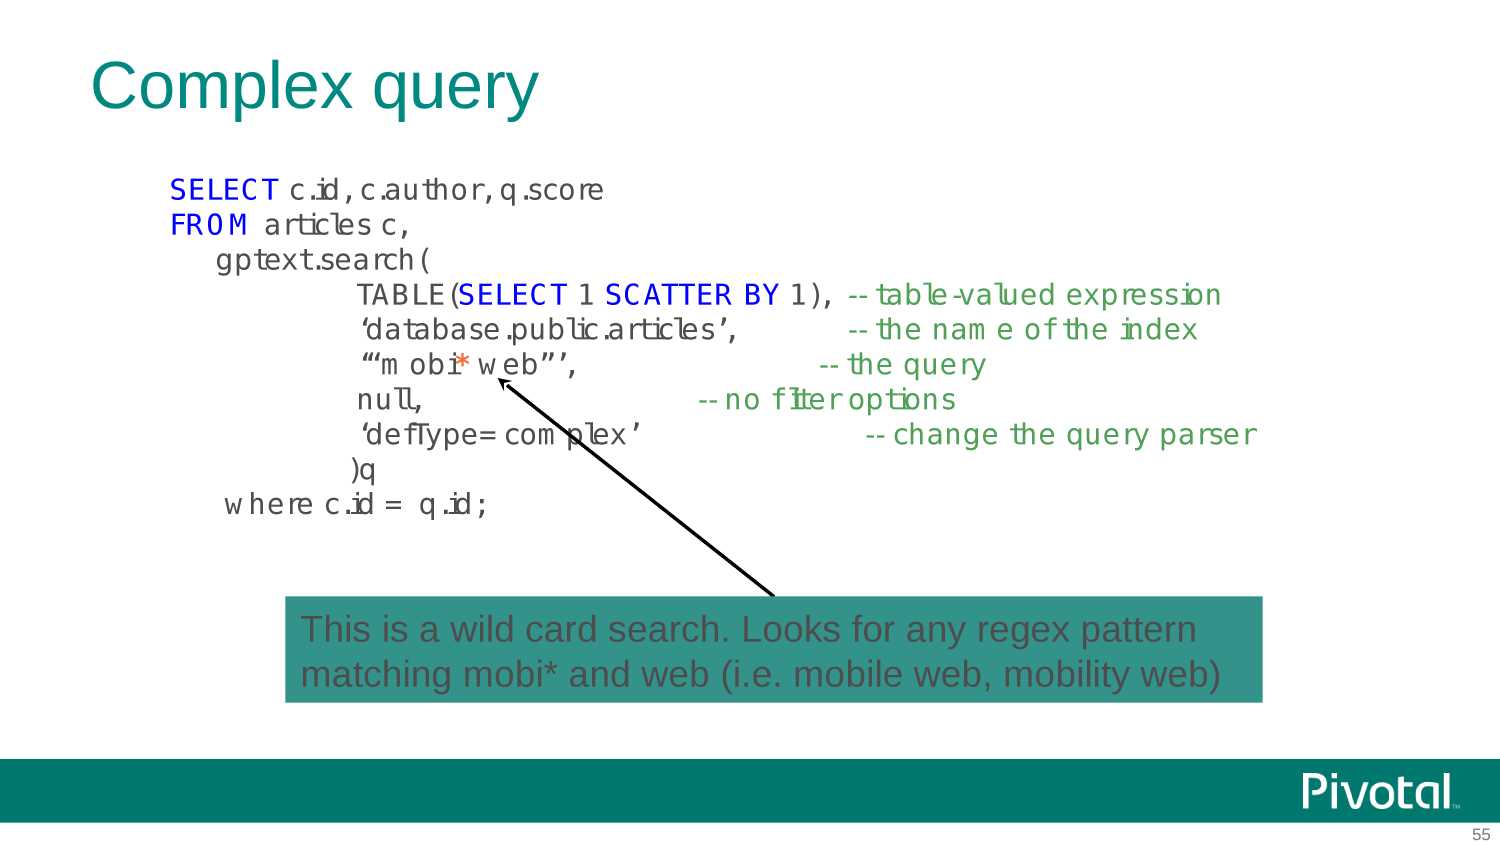 Complex query
SELECT c.id, c.author, q.score
FROM articles c,
gptext.search(
TABLE(SELECT 1 SCATTER BY 1), -- table-valued expression
‘database.public.articles’, -- the name of the index
‘“mobi* web”’, -- the query
null, -- no flter options
‘defType=complex’ -- change the query parser
)q
where c.id = q.id;
This is a wild card search. Looks for any regex pattern
matching mobi* and web (i.e. mobile web, mobility web)
Pivotal™
55